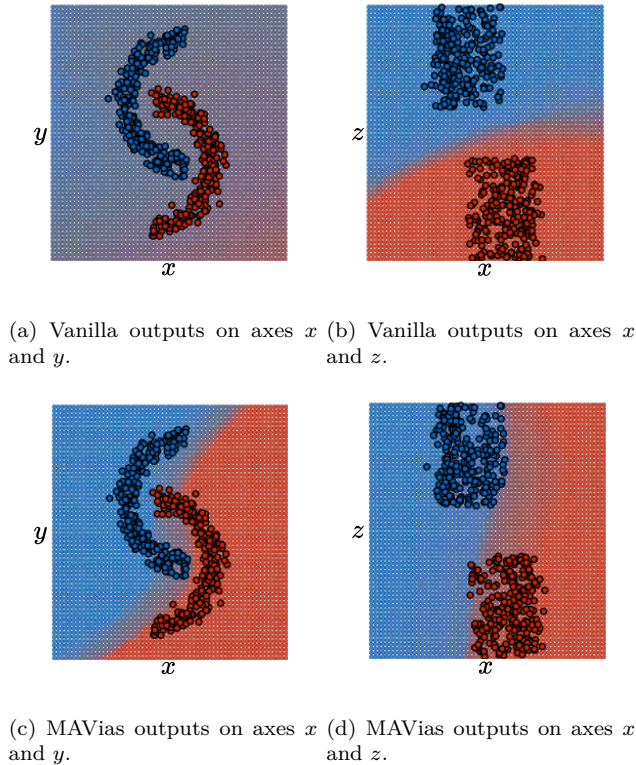 y
z
x
x
(a) Vanilla outputs on axes x
and y.
(b) Vanilla outputs on axes x
and z.
y
z
x
x
(c) MAVias outputs on axes x
and y.
(d) MAVias outputs on axes x
and z.